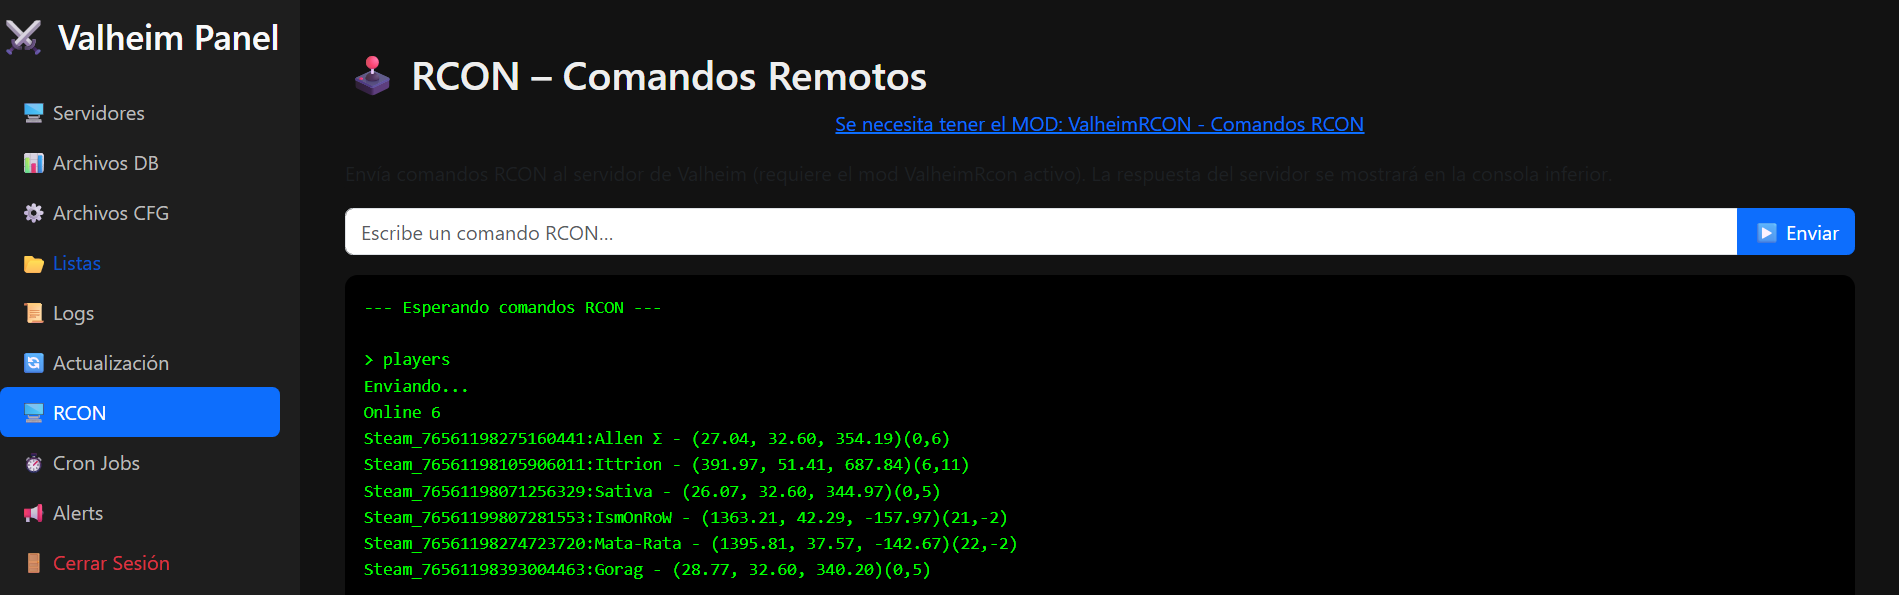 Valheim Panel
Servidores
Archivos DB
Archivos CFG
Listas
Logs
Actualización
RCON
Cron Jobs
Alerts
Cerrar Sesión
RCON – Comandos Remotos
Se necesita tener el MOD: ValheimRCON - Comandos RCON
Envía comandos RCON al servidor de Valheim (requiere el mod ValheimRcon activo). La respuesta del servidor se mostrará en la consola inferior.
Escribe un comando RCON...
Enviar
--- Esperando comandos RCON ---
> players
Enviando...
Online 6
Steam_76561198275160441:Allen Σ - (27.04, 32.60, 354.19)(0,6)
Steam_76561198105906011:Ittrion - (391.97, 51.41, 687.84)(6,11)
Steam_76561198071256329:Sativa - (26.07, 32.60, 344.97)(0,5)
Steam_76561199807281553:IsmOnRoW - (1363.21, 42.29, -157.97)(21,-2)
Steam_76561198274723720:Mata-Rata - (1395.81, 37.57, -142.67)(22,-2)
Steam_76561198393004463:Gorag - (28.77, 32.60, 340.20)(0,5)